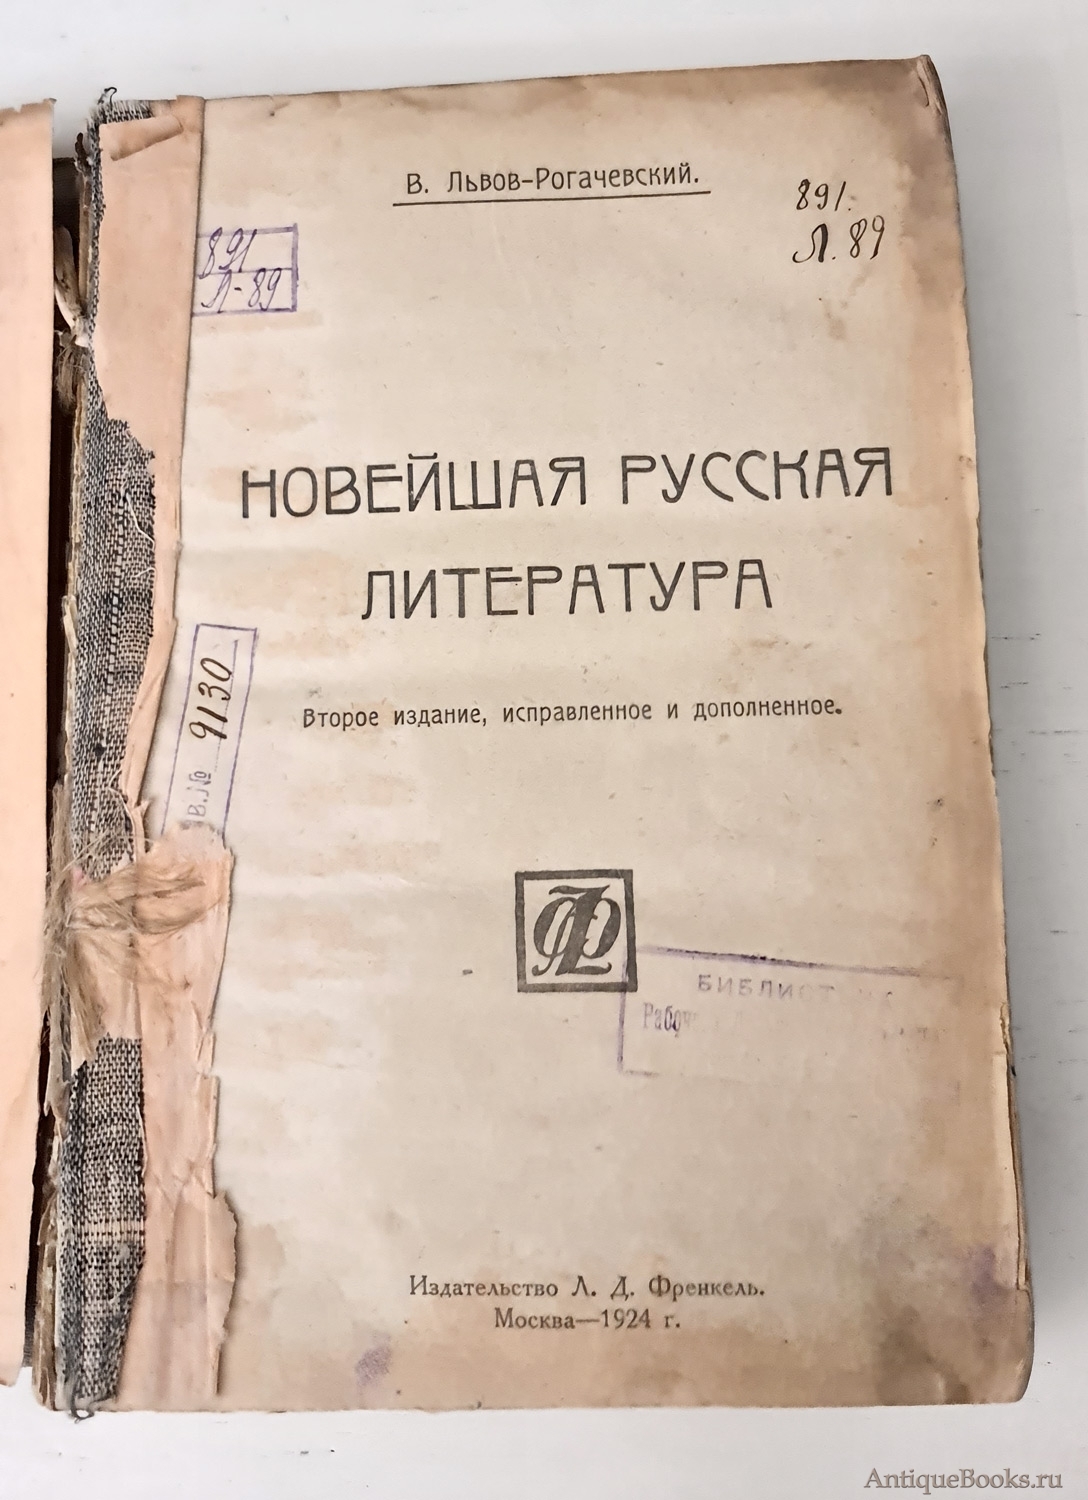 В. Львов-Рогачевский.
891.
Л. 89
891
Л-89
НОВЕЙШАЯ РУССКАЯ
ЛИТЕРАТУРА
Второе издание, исправленное и дополненное.
в.№ 9130
Издательство Л. Д. Френкель.
Москва—1924 г.
AntiqueBooks.ru